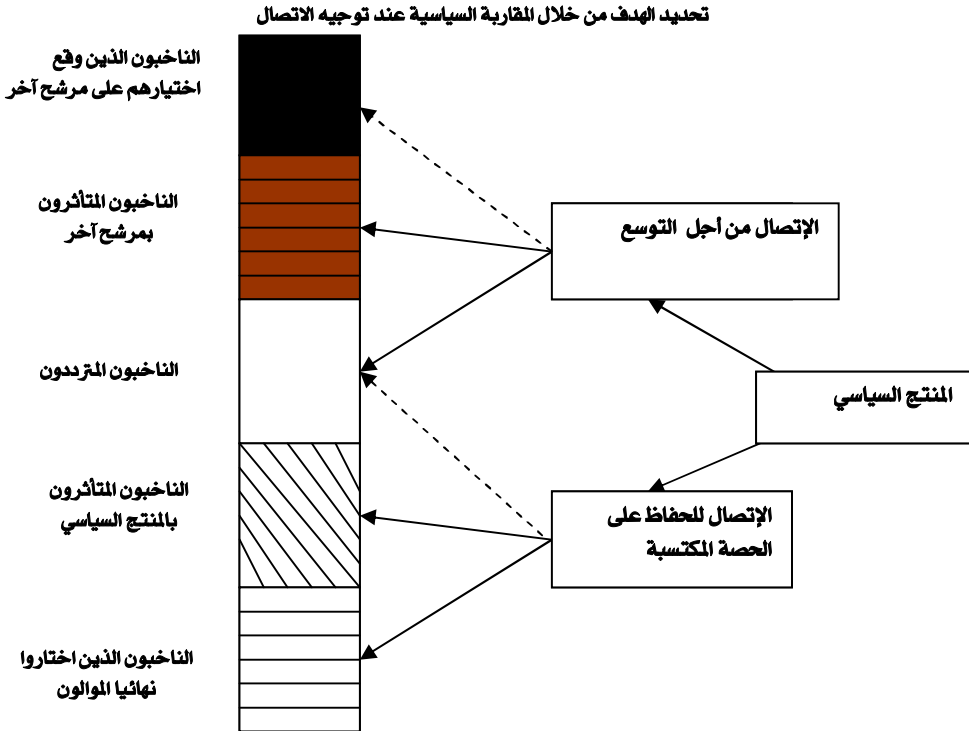 تحديد الهدف من خلال المقاربة السياسية عند توجيه الاتصال
الناخبون الذين وقع
اختيارهم على مرشح آخر
الناخبون المتأثرون
بمرشح آخر
الإتصال من أجل التوسع
الناخبون المترددون
المنتج السياسي
الناخبون المتأثرون
بالمنتج السياسي
الإتصال للحفاظ على
الحصة المكتسبة
الناخبون الذين اختاروا
نهائيا الموالون